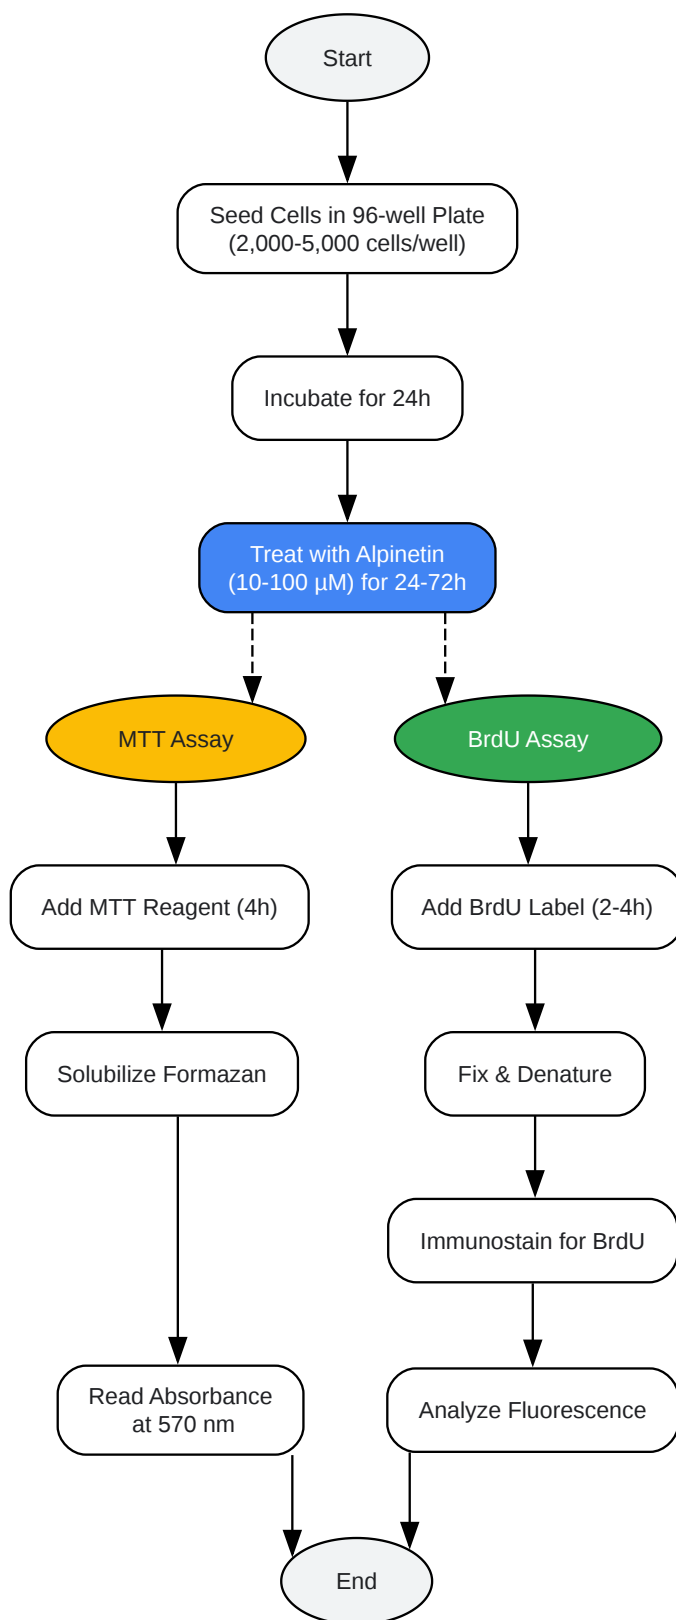 Start
Seed Cells in 96-well Plate
(2,000-5,000 cells/well)
Incubate for 24h
Treat with Alpinetin
(10-100 µM) for 24-72h
MTT Assay
BrdU Assay
Add MTT Reagent (4h)
Add BrdU Label (2-4h)
Solubilize Formazan
Fix & Denature
Immunostain for BrdU
Read Absorbance
at 570 nm
Analyze Fluorescence
End